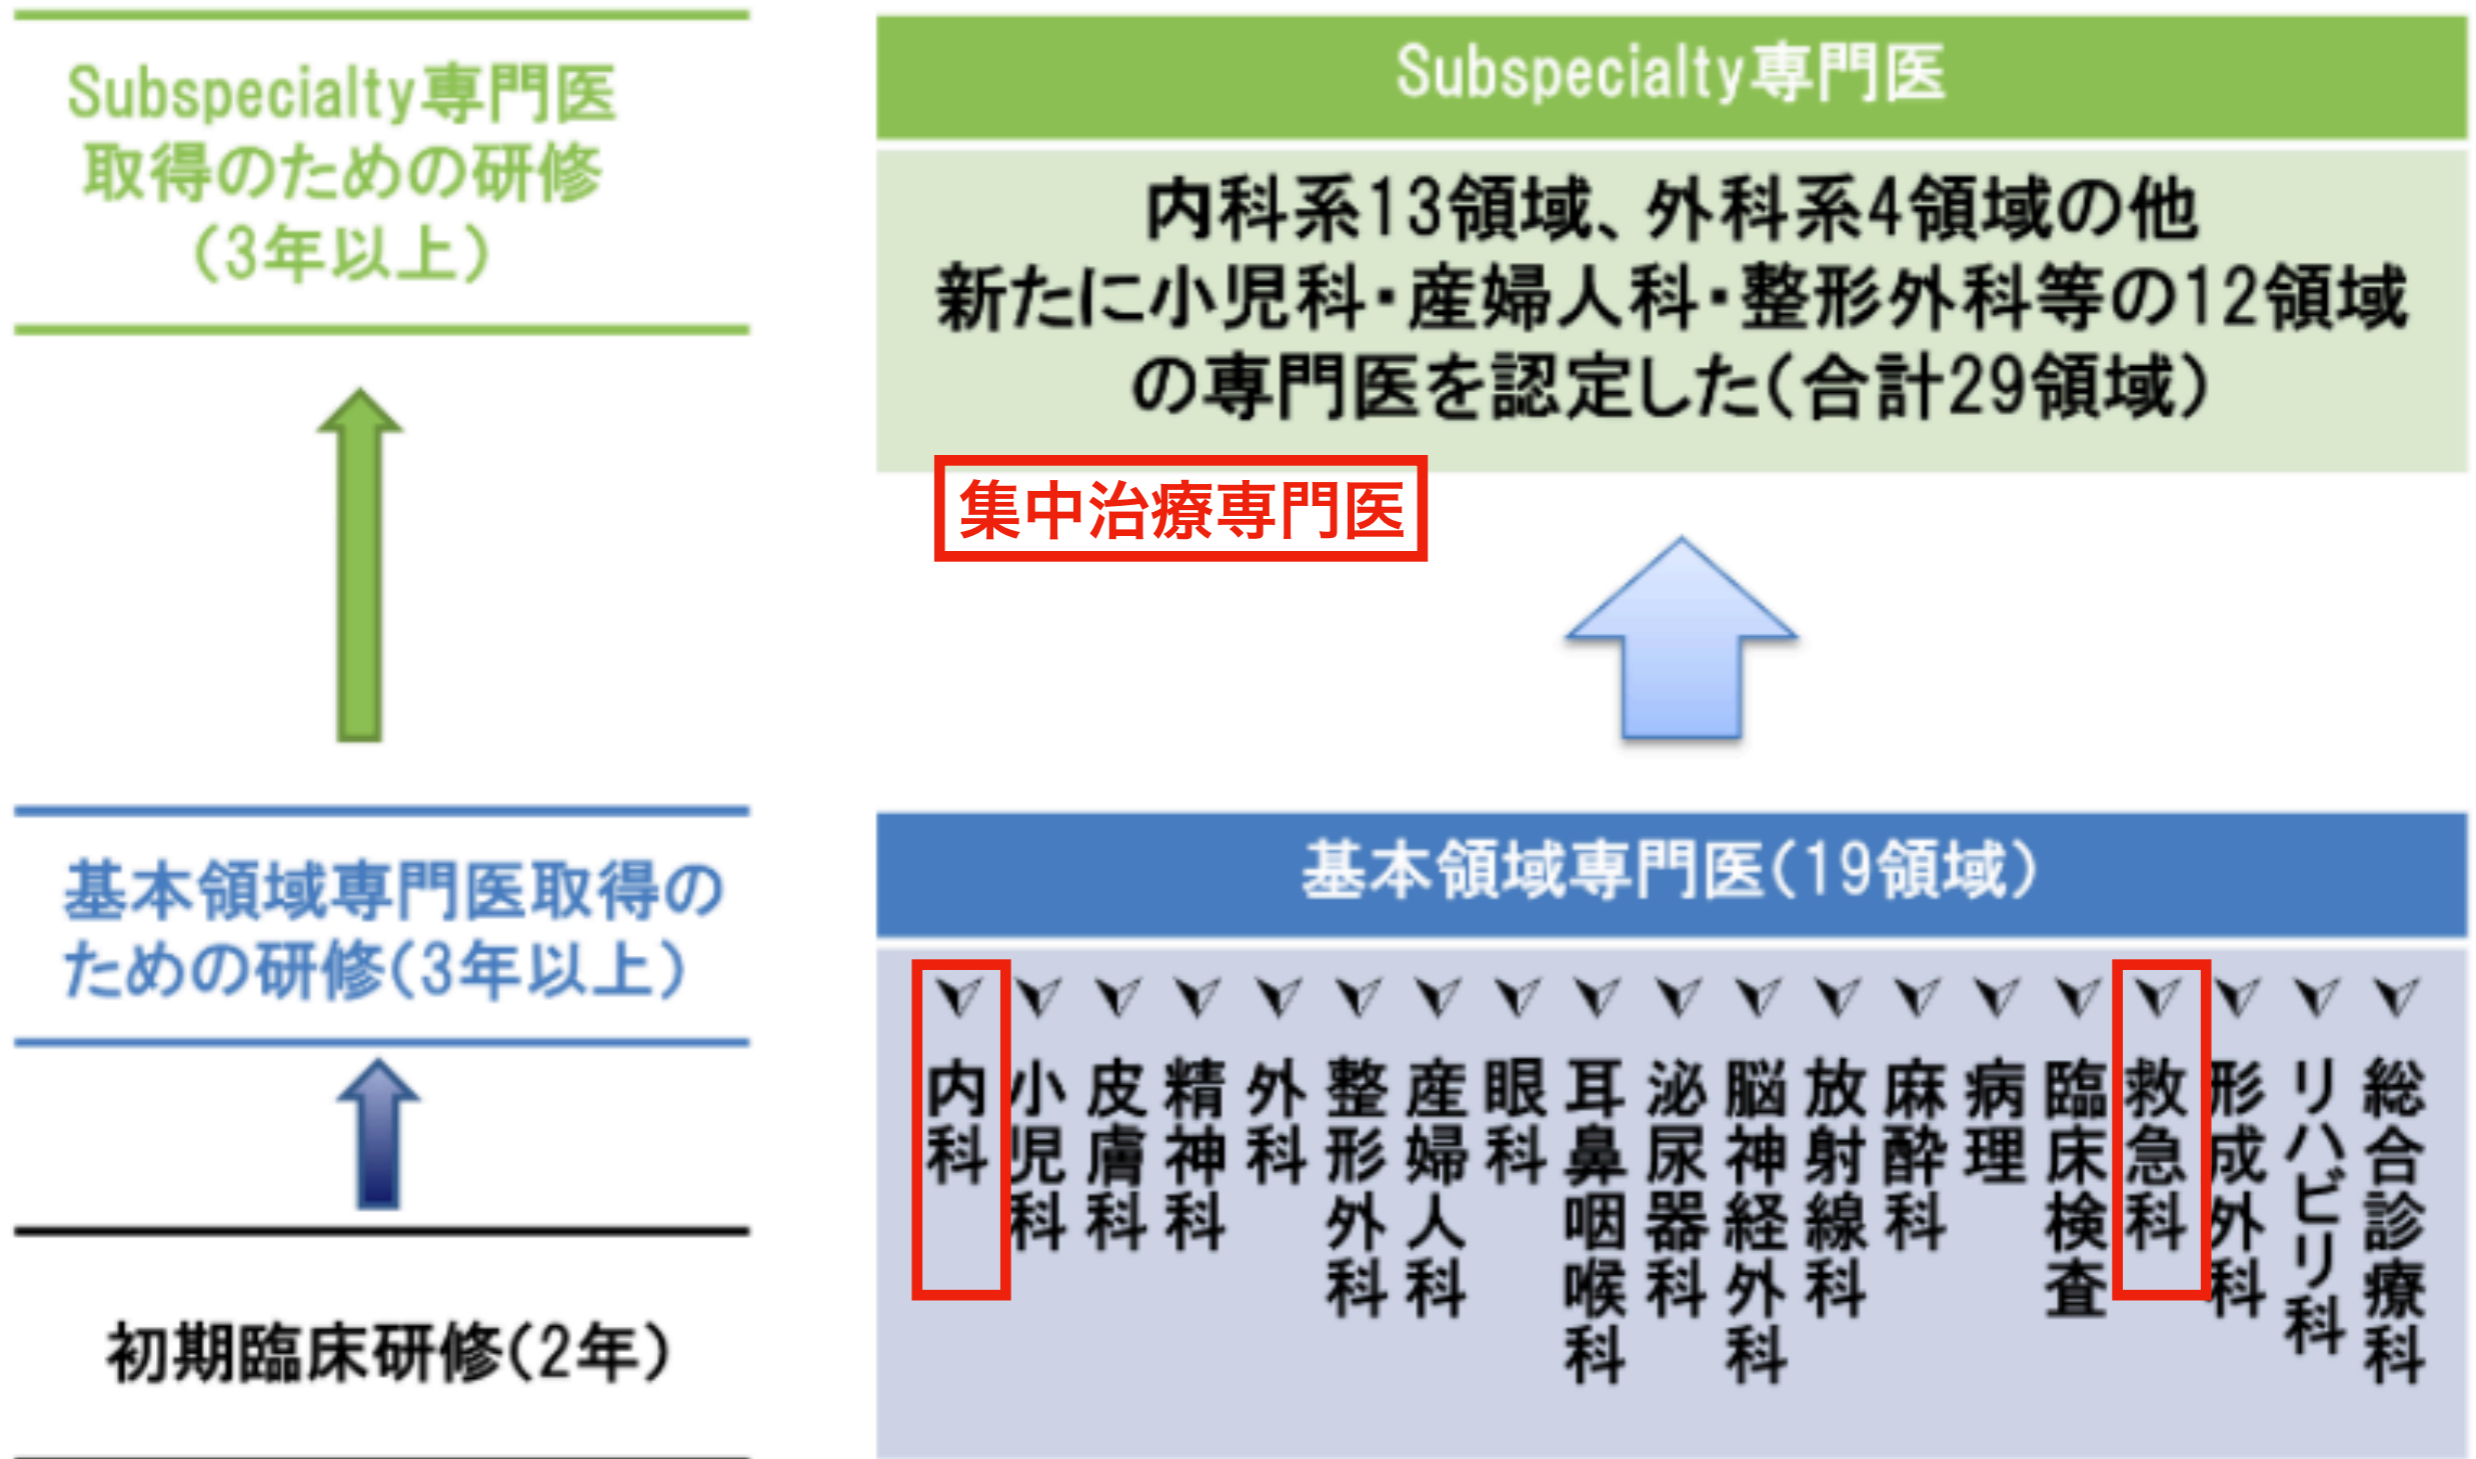 Subspecialty専門医
取得のための研修
(3年以上)
基本領域専門医取得の
ための研修(3年以上)
初期臨床研修(2年)
Subspecialty専門医
内科系13領域、外科系4領域の他
新たに小児科・産婦人科・整形外科等の12領域
の専門医を認定した(合計29領域)
集中治療専門医
基本領域専門医(19領域)
内科
小児科
皮膚科
精神科
外科
整形外科
産婦人科
眼科
耳鼻咽喉科
泌尿器科
脳神経外科
放射線科
麻酔科
病理
臨床検査
救急科
形成外科
リハビリ科
総合診療科